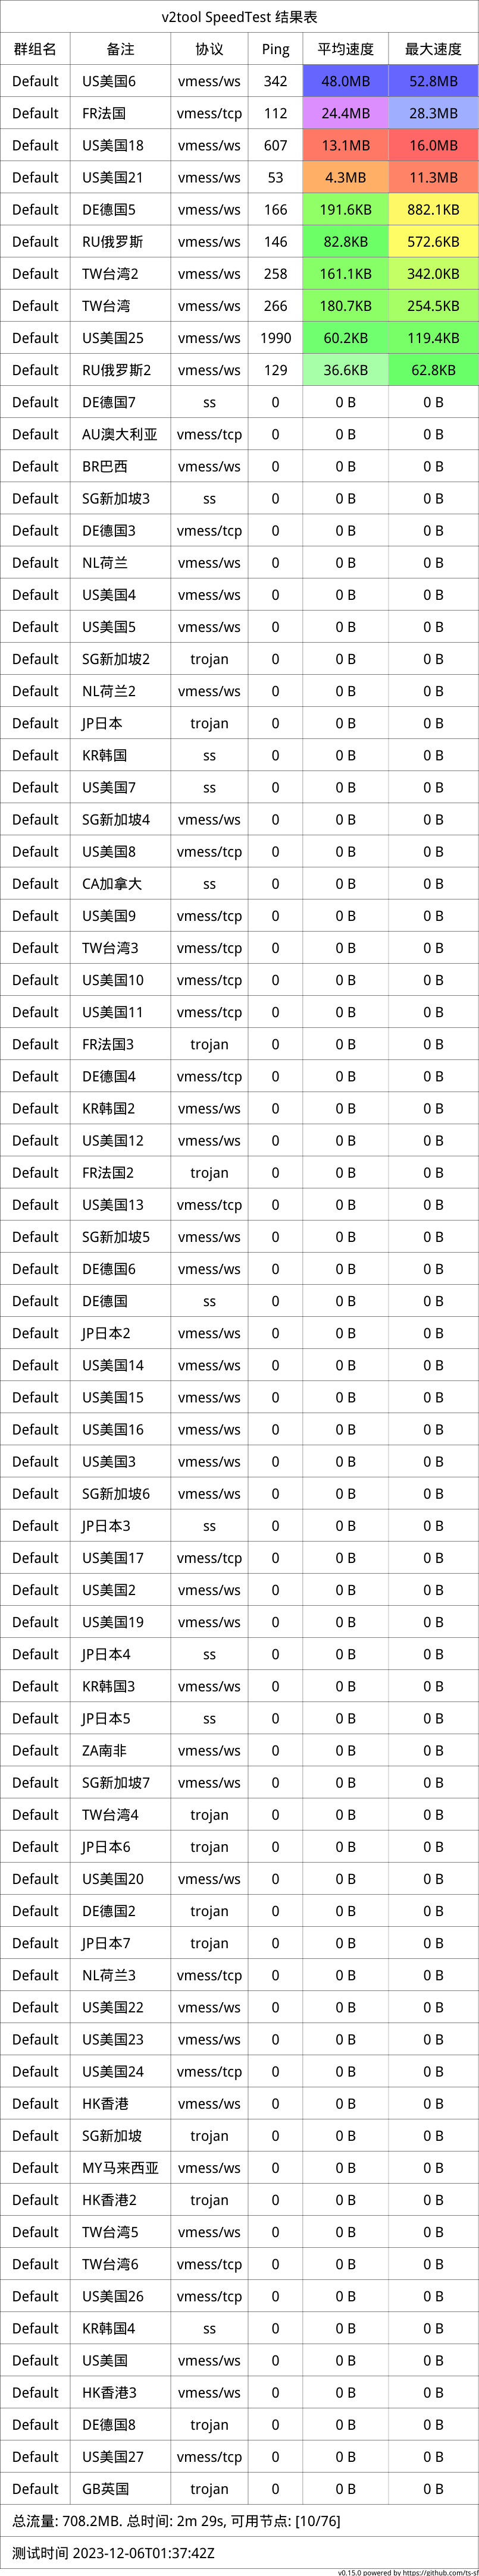 v2tool SpeedTest 结果表
群组名 备注 协议 Ping 平均速度 最大速度
Default US美国6 vmess/ws 342 48.0MB 52.8MB
Default FR法国 vmess/tcp 112 24.4MB 28.3MB
Default US美国18 vmess/ws 607 13.1MB 16.0MB
Default US美国21 vmess/ws 53 4.3MB 11.3MB
Default DE德国5 vmess/ws 166 191.6KB 882.1KB
Default RU俄罗斯 vmess/ws 146 82.8KB 572.6KB
Default TW台湾2 vmess/ws 258 161.1KB 342.0KB
Default TW台湾 vmess/ws 266 180.7KB 254.5KB
Default US美国25 vmess/ws 1990 60.2KB 119.4KB
Default RU俄罗斯2 vmess/ws 129 36.6KB 62.8KB
Default DE德国7 ss 0 0 B 0 B
Default AU澳大利亚 vmess/tcp 0 0 B 0 B
Default BR巴西 vmess/ws 0 0 B 0 B
Default SG新加坡3 ss 0 0 B 0 B
Default DE德国3 vmess/tcp 0 0 B 0 B
Default NL荷兰 vmess/ws 0 0 B 0 B
Default US美国4 vmess/ws 0 0 B 0 B
Default US美国5 vmess/ws 0 0 B 0 B
Default SG新加坡2 trojan 0 0 B 0 B
Default NL荷兰2 vmess/ws 0 0 B 0 B
Default JP日本 trojan 0 0 B 0 B
Default KR韩国 ss 0 0 B 0 B
Default US美国7 ss 0 0 B 0 B
Default SG新加坡4 vmess/ws 0 0 B 0 B
Default US美国8 vmess/tcp 0 0 B 0 B
Default CA加拿大 ss 0 0 B 0 B
Default US美国9 vmess/tcp 0 0 B 0 B
Default TW台湾3 vmess/ws 0 0 B 0 B
Default US美国10 vmess/tcp 0 0 B 0 B
Default US美国11 vmess/tcp 0 0 B 0 B
Default FR法国3 trojan 0 0 B 0 B
Default DE德国4 vmess/tcp 0 0 B 0 B
Default KR韩国2 vmess/ws 0 0 B 0 B
Default US美国12 vmess/ws 0 0 B 0 B
Default FR法国2 trojan 0 0 B 0 B
Default US美国13 vmess/tcp 0 0 B 0 B
Default SG新加坡5 vmess/ws 0 0 B 0 B
Default DE德国6 vmess/ws 0 0 B 0 B
Default DE德国 ss 0 0 B 0 B
Default JP日本2 vmess/ws 0 0 B 0 B
Default US美国14 vmess/ws 0 0 B 0 B
Default US美国15 vmess/ws 0 0 B 0 B
Default US美国16 vmess/ws 0 0 B 0 B
Default US美国3 vmess/ws 0 0 B 0 B
Default SG新加坡6 vmess/ws 0 0 B 0 B
Default JP日本3 ss 0 0 B 0 B
Default US美国17 vmess/tcp 0 0 B 0 B
Default US美国2 vmess/ws 0 0 B 0 B
Default US美国19 vmess/ws 0 0 B 0 B
Default JP日本4 ss 0 0 B 0 B
Default KR韩国3 vmess/ws 0 0 B 0 B
Default JP日本5 ss 0 0 B 0 B
Default ZA南非 vmess/ws 0 0 B 0 B
Default SG新加坡7 vmess/ws 0 0 B 0 B
Default TW台湾4 trojan 0 0 B 0 B
Default JP日本6 trojan 0 0 B 0 B
Default US美国20 vmess/ws 0 0 B 0 B
Default DE德国2 trojan 0 0 B 0 B
Default JP日本7 trojan 0 0 B 0 B
Default NL荷兰3 vmess/tcp 0 0 B 0 B
Default US美国22 vmess/ws 0 0 B 0 B
Default US美国23 vmess/ws 0 0 B 0 B
Default US美国24 vmess/tcp 0 0 B 0 B
Default HK香港 vmess/ws 0 0 B 0 B
Default SG新加坡 trojan 0 0 B 0 B
Default MY马来西亚 vmess/ws 0 0 B 0 B
Default HK香港2 trojan 0 0 B 0 B
Default TW台湾5 vmess/ws 0 0 B 0 B
Default TW台湾6 vmess/tcp 0 0 B 0 B
Default US美国26 vmess/tcp 0 0 B 0 B
Default KR韩国4 ss 0 0 B 0 B
Default US美国 vmess/ws 0 0 B 0 B
Default HK香港3 vmess/ws 0 0 B 0 B
Default DE德国8 trojan 0 0 B 0 B
Default US美国27 vmess/tcp 0 0 B 0 B
Default GB英国 trojan 0 0 B 0 B
总流量: 708.2MB. 总时间: 2m 29s, 可用节点: [10/76]
测试时间 2023-12-06T01:37:42Z
v0.15.0 powered by https://github.com/ts-sf